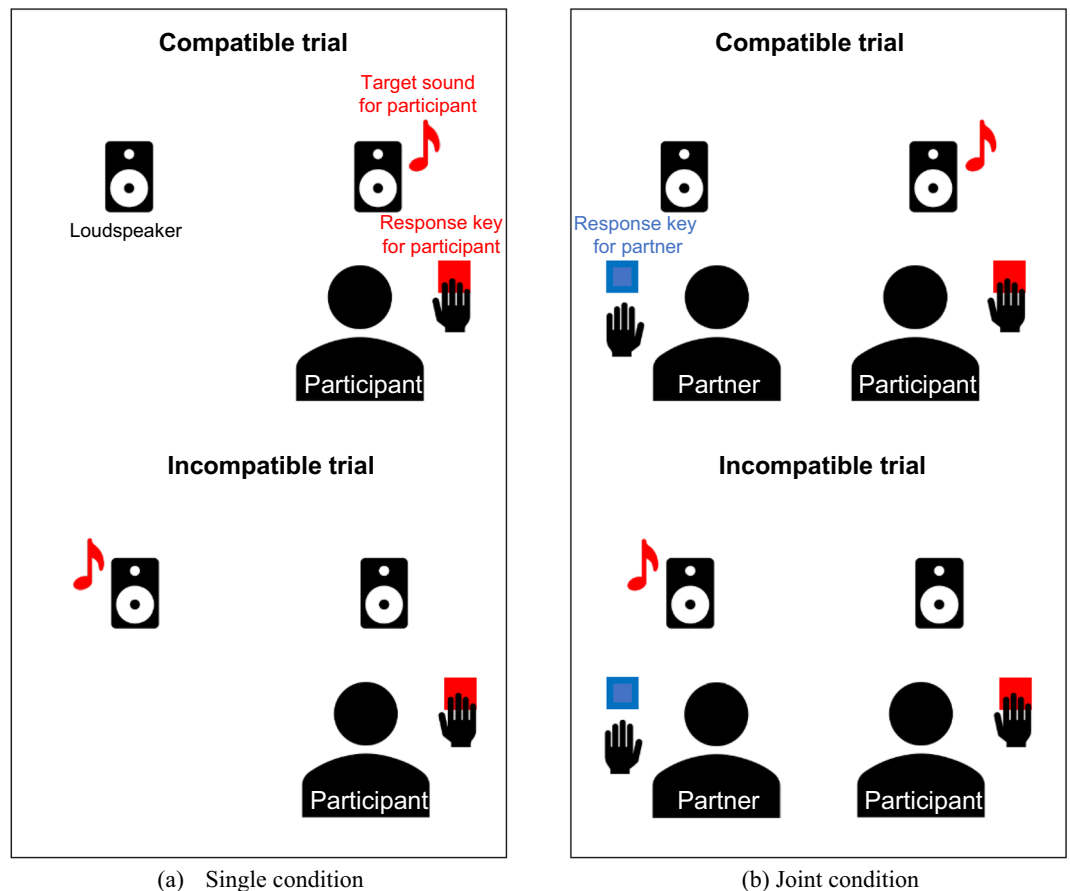 Compatible trial
Target sound
for participant
Loudspeaker
Response key
for participant
Participant
Incompatible trial
Participant
(a) Single condition
Compatible trial
Response key
for partner
Partner
Participant
Incompatible trial
Partner
Participant
(b) Joint condition